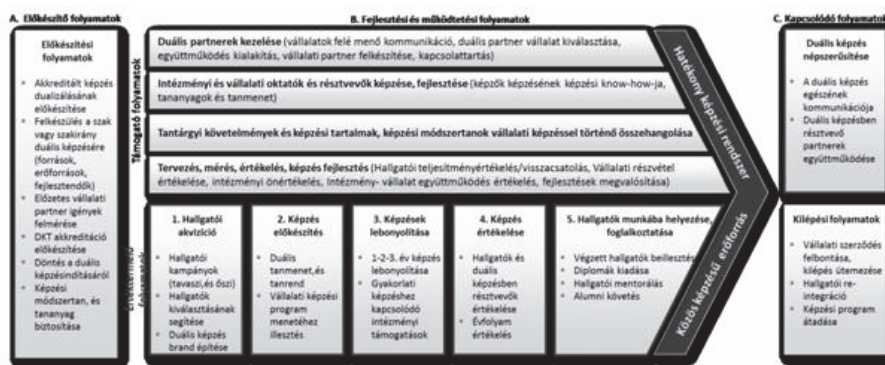 A. Előkészítő folyamatok
B. Fejlesztési és működtetési folyamatok
C. Kapcsolódó folyamatok
Előkészítési
folyamatok
Akkreditált képzés
dualizálásának
előkészítése
Felkészülés a szak
vagy szakirány
duális képzésére
(források,
erőforrások,
fejlesztendők)
Előzetes vállalati
partner igények
felmérése
DKT akkreditáció
előkészítése
Döntés a duális
képzésindításáról
Képzési
módszertan, és
tananyag
biztosítása
Támogató folyamatok
Duális partnerek kezelése (vállalatok felé menő kommunikáció, duális partner vállalat kiválasztása,
együttműködés kialakítás, vállalati partner felkészítése, kapcsolattartás)
Intézményi és vállalati oktatók és résztvevők képzése, fejlesztése (képzők képzésének képzési know-how-ja,
tananyagok és tanmenet)
Tantárgyi követelmények és képzési tartalmak, képzési módszertanok vállalati képzéssel történő összehangolása
Tervezés, mérés, értékelés, képzés fejlesztés (Hallgatói teljesítményértékelés/visszacsatolás, Vállalati részvétel
értékelése, intézményi önértékelés, Intézmény- vállalat együttműködés értékelés, fejlesztések megvalósítása)
Értékteremtő
folyamatok
1. Hallgatói
akvizíció
Hallgatói
kampányok
(tavaszi,és őszi)
Hallgatók
kiválasztásának
segítése
Duális képzés
brand építése
2. Képzés
előkészítés
Duális
tanmenet,és
tanrend
Vállalati képzési
program
menetéhez
illesztés
3. Képzések
lebonyolítása
1-2-3. év képzés
lebonyolítása
Gyakorlati
képzéshez
kapcsolódó
intézményi
támogatások
4. Képzés
értékelése
Hallgatók és
duális
képzésben
résztvevők
értékelése
Évfolyam
értékelés
5. Hallgatók munkába helyezése,
foglalkoztatása
Végzett hallgatók beillesztése
Diplomák kiadása
Hallgatói mentorálás
Alumni követés
Hatékony képzési rendszer
Közös képzésű erőforrás
Duális képzés
népszerűsítése
A duális képzés
egészének
kommunikációja
Duális képzésben
résztvevő
partnerek
együttműködése
Kilépési folyamatok
Vállalati szerződés
felbontása,
kilépés ütemezése
Hallgatói re-
integráció
Képzési program
átadása